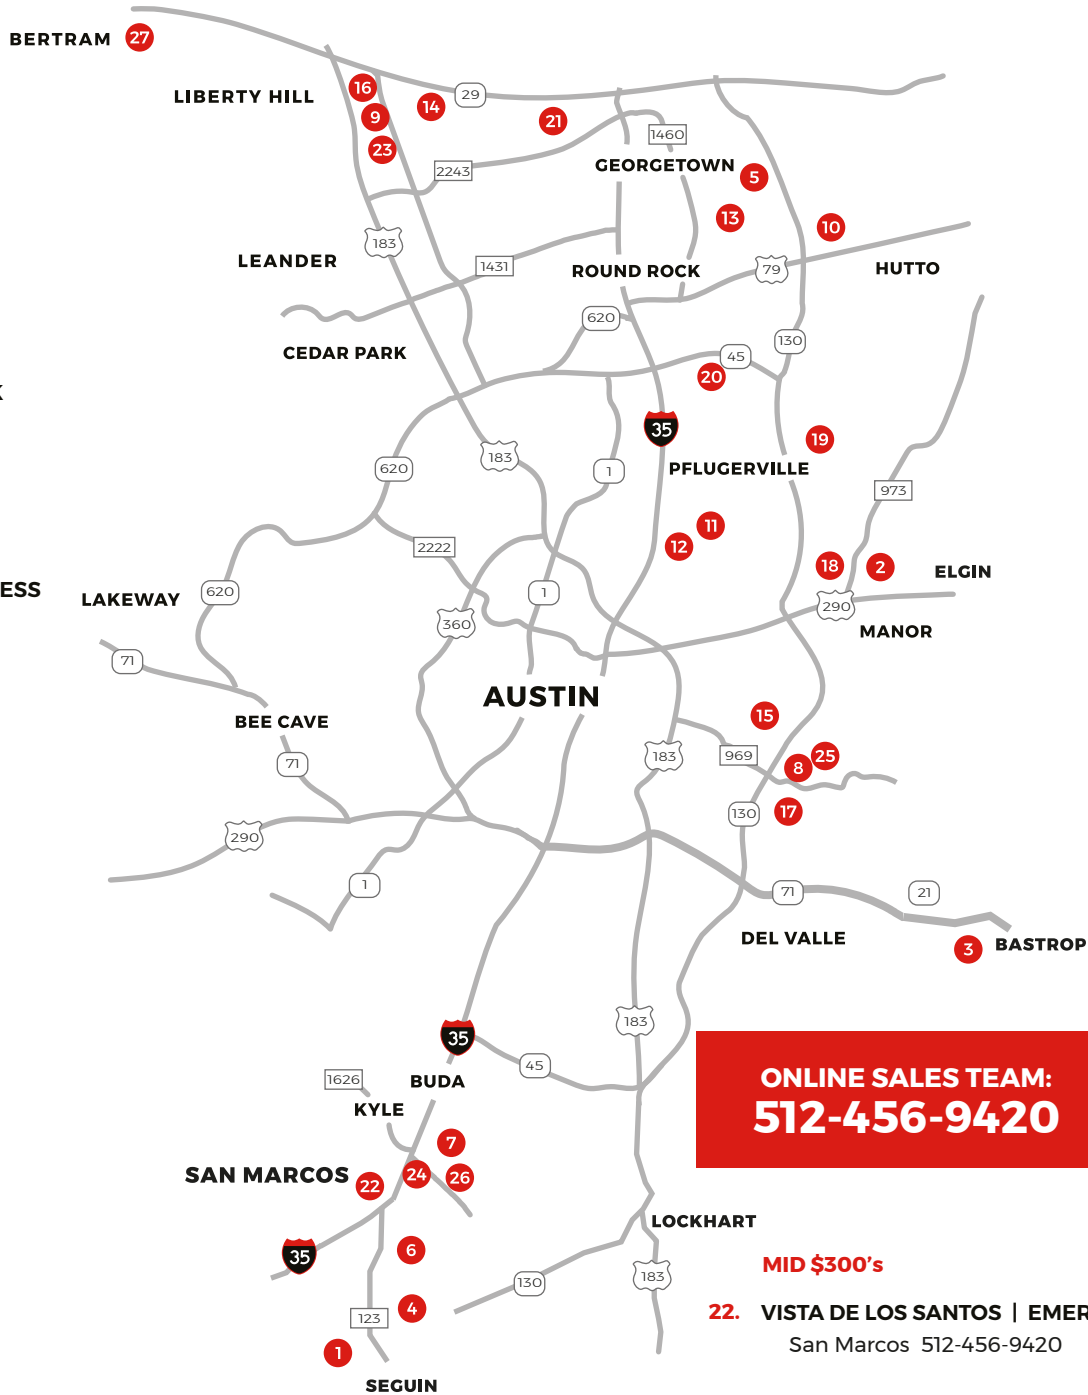 BERTRAM 27
LIBERTY HILL 16
14 29
9
21
1460
23
2243
GEORGETOWN
5
13
10
183
LEANDER
1431
ROUND ROCK
79
HUTTO
620
130
CEDAR PARK
45
20
K
35
19
183
620
1
PFLUGERVILLE
973
11
12
2222
18 2 ELGIN
ESS
LAKEWAY 620
1
290
360
MANOR
71
AUSTIN
BEE CAVE
15
183
969
25
8
71
130
17
290
1
71
21
DEL VALLE
3 BASTROP
183
35
45
ONLINE SALES TEAM:
512-456-9420
1626
BUDA
KYLE
7
SAN MARCOS
22
24
26
LOCKHART
35
6
MID $300's
130
183
4
123
22. VISTA DE LOS SANTOS | EMER
San Marcos 512-456-9420
1
SEGUIN